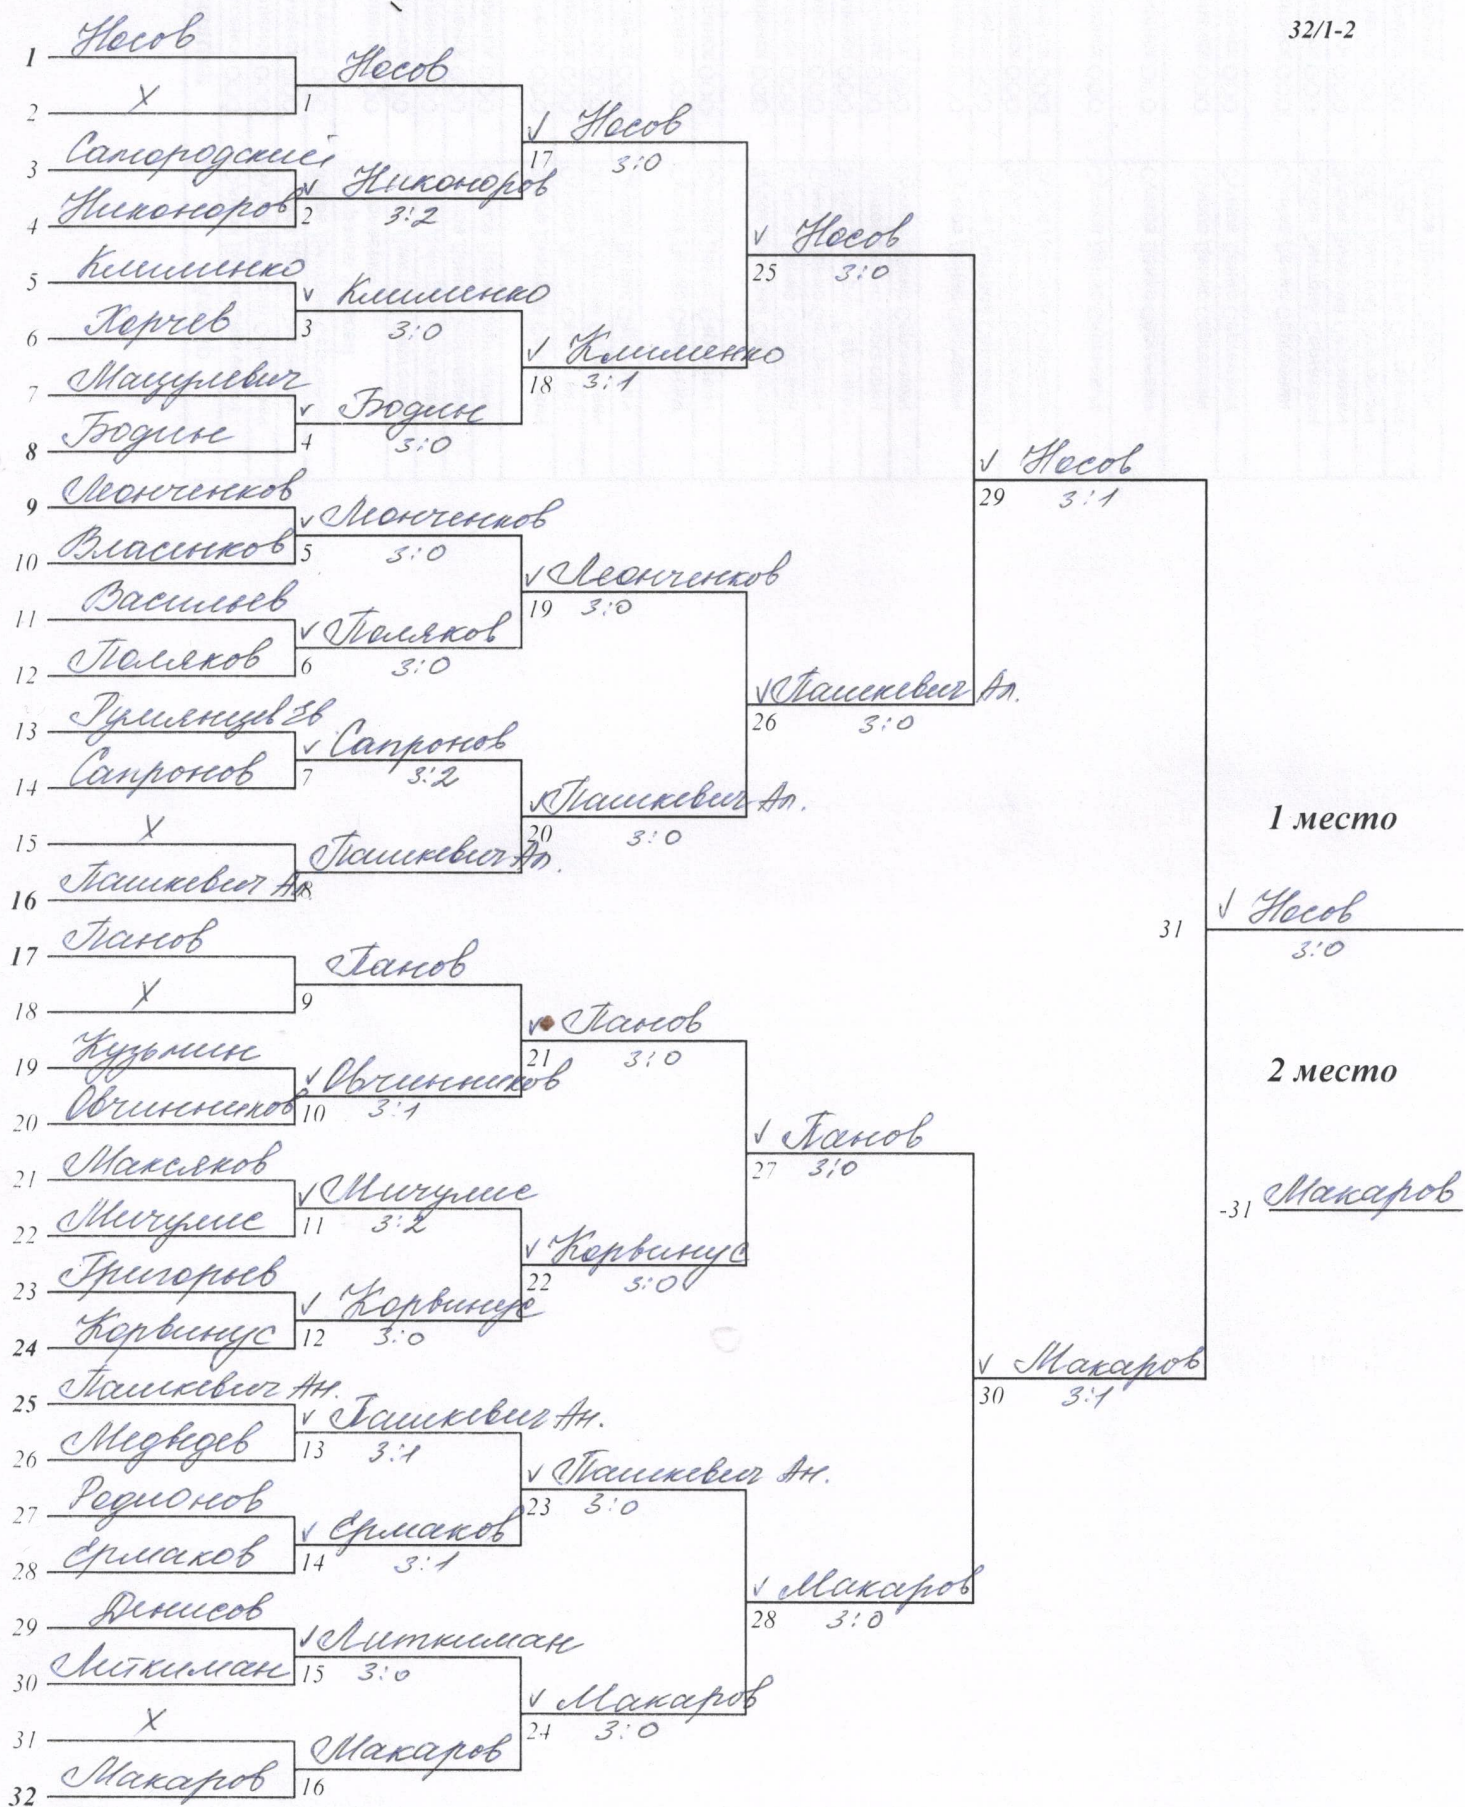 32/1-2
1 Носов
Носов
2 X
1
Носов
17
3:0
3 Самородский
Никоноров
4 Никоноров
2
3:2
Носов
25
3:0
5 Клименко
Клименко
6 Хорчев
3
3:0
Клименко
18
3:1
7 Мацулевич
Бодин
8 Бодин
4
3:0
Носов
29
3:1
9 Леонченков
Леонченков
10 Власенков
5
3:0
Леонченков
19
3:0
11 Васильев
Поляков
12 Поляков
6
3:0
Пашкевич Ал.
26
3:0
13 Румянцев Ев
Сапронов
14 Сапронов
7
3:2
Пашкевич Ал.
20
3:0
15 X
Пашкевич Ал.
16 Пашкевич Ал
8
1 место
31
Носов
3:0
17 Панов
Панов
18 X
9
Панов
21
3:0
19 Кузьмин
Овчинников
20 Овчинников
10
3:1
2 место
Панов
27
3:0
-31 Макаров
21 Максяков
Мичулис
22 Мичулис
11
3:2
Корвинус
22
3:0
23 Григорьев
Корвинус
24 Корвинус
12
3:0
Макаров
30
3:1
25 Пашкевич Ан.
Пашкевич Ан.
26 Медведев
13
3:1
Пашкевич Ан.
23
3:0
27 Родионов
Ермаков
28 Ермаков
14
3:1
Макаров
28
3:0
29 Денисов
Литкиман
30 Литкиман
15
3:0
Макаров
24
3:0
31 X
Макаров
32 Макаров
16